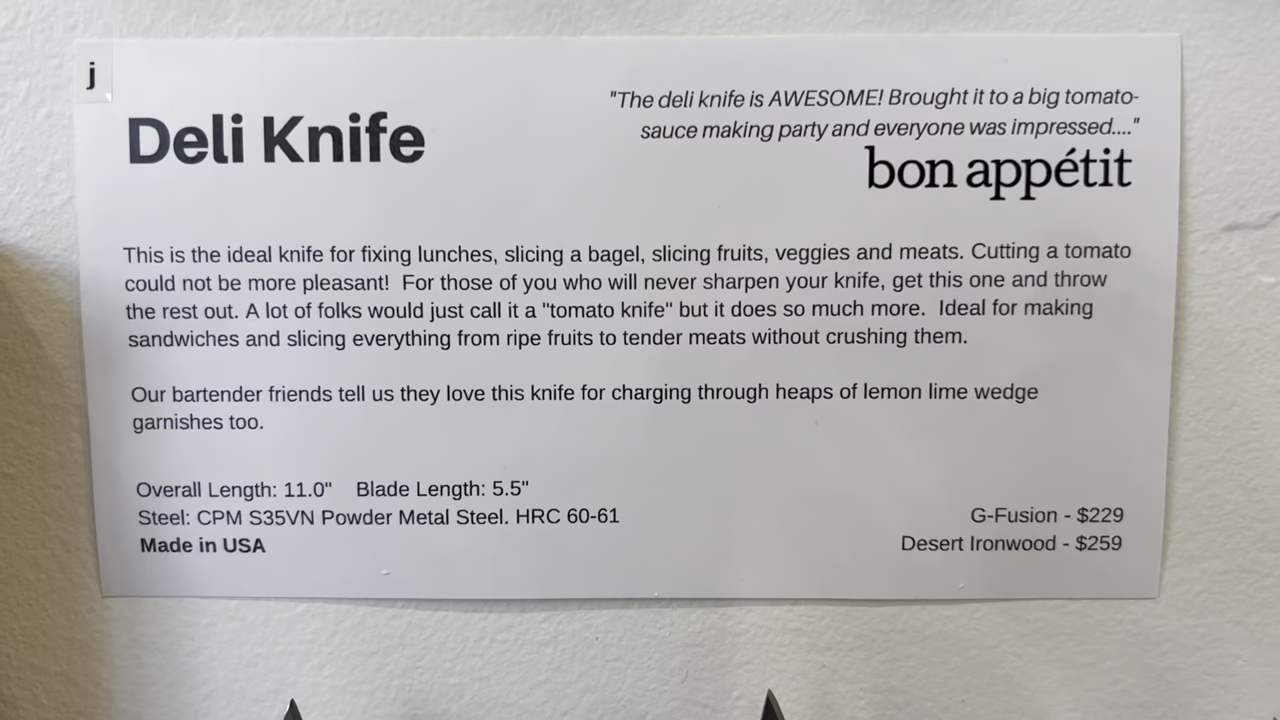 j
Deli Knife
"The deli knife is AWESOME! Brought it to a big tomato-
sauce making party and everyone was impressed...."
bon appétit
This is the ideal knife for fixing lunches, slicing a bagel, slicing fruits, veggies and meats. Cutting a tomato
could not be more pleasant!  For those of you who will never sharpen your knife, get this one and throw
the rest out. A lot of folks would just call it a "tomato knife" but it does so much more.  Ideal for making
sandwiches and slicing everything from ripe fruits to tender meats without crushing them.
Our bartender friends tell us they love this knife for charging through heaps of lemon lime wedge
garnishes too.
Overall Length: 11.0"    Blade Length: 5.5"
Steel: CPM S35VN Powder Metal Steel. HRC 60-61
Made in USA
G-Fusion - $229
Desert Ironwood - $259